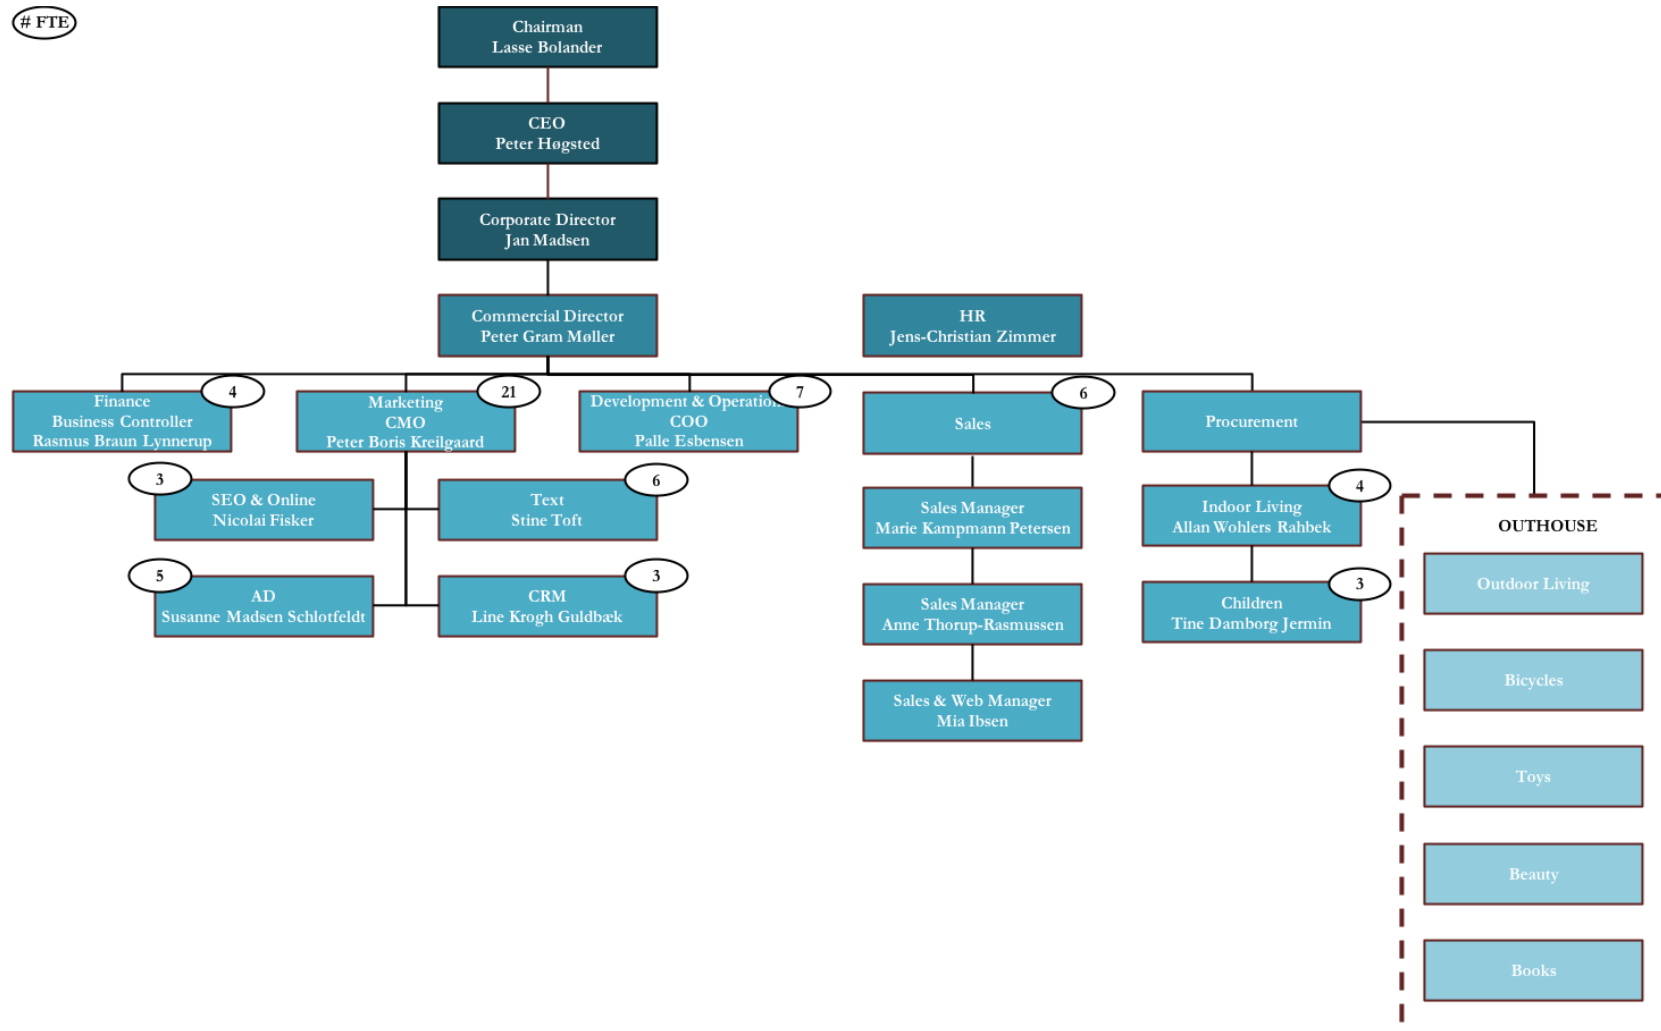 # FTE
Chairman
Lasse Bolander
CEO
Peter Høgsted
Corporate Director
Jan Madsen
Commercial Director
Peter Gram Møller
HR
Jens-Christian Zimmer
4
Finance
Business Controller
Rasmus Braun Lynnerup
21
Marketing
CMO
Peter Boris Kreilgaard
7
Development & Operation
COO
Palle Esbensen
6
Sales
Procurement
3
SEO & Online
Nicolai Fisker
6
Text
Stine Toft
5
AD
Susanne Madsen Schlotfeldt
3
CRM
Line Krogh Guldbæk
Sales Manager
Marie Kampmann Petersen
Sales Manager
Anne Thorup-Rasmussen
Sales & Web Manager
Mia Ibsen
4
Indoor Living
Allan Wohlers Rahbek
3
Children
Tine Damborg Jermin
OUTHOUSE
Outdoor Living
Bicycles
Toys
Beauty
Books